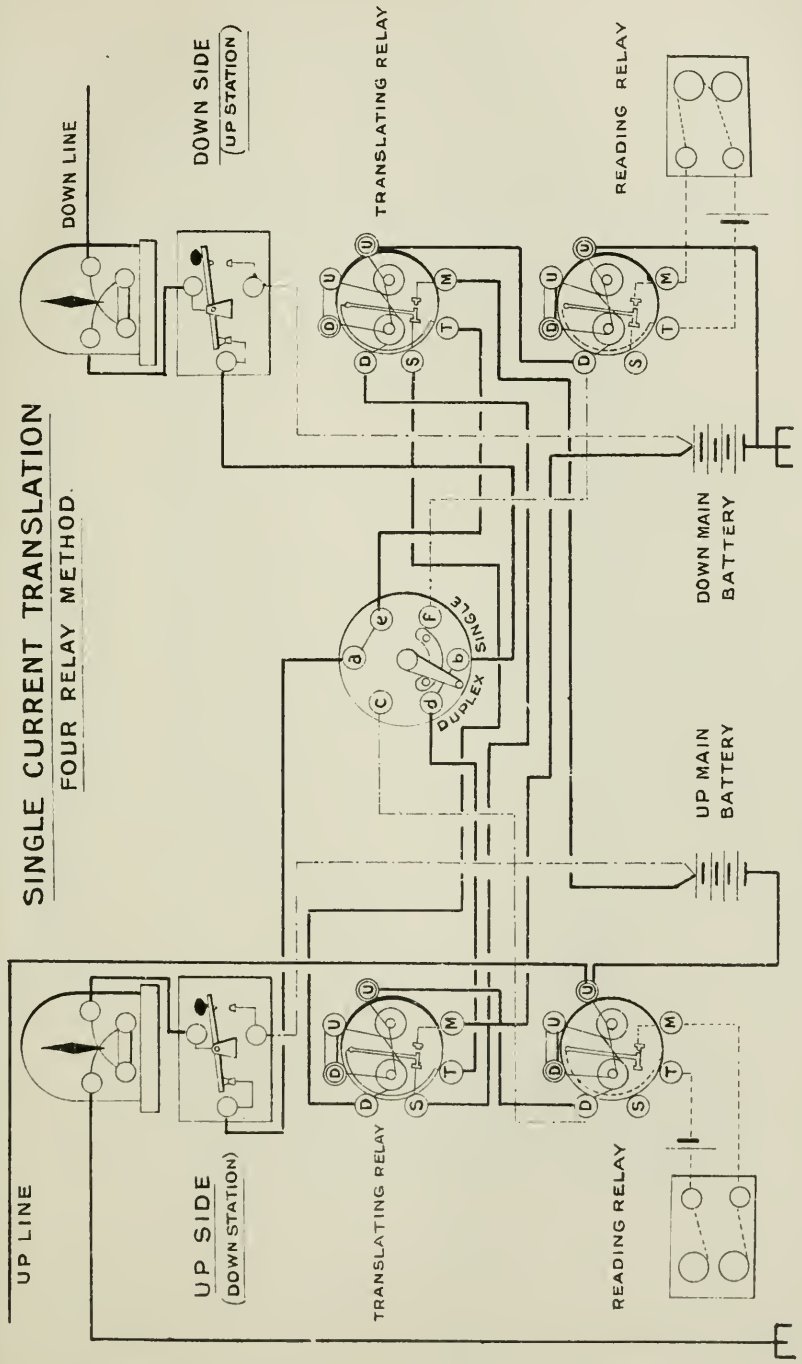 SINGLE CURRENT TRANSLATION
FOUR RELAY METHOD.
UP LINE
DOWN LINE
UP SIDE
(DOWN STATION)
DOWN SIDE
(UP STATION)
TRANSLATING RELAY
D U
D U
S
T M
a
c e
d f
b
DUPLEX SINGLE
D U
D U
S
T M
TRANSLATING RELAY
READING RELAY
D U
D U
S
T M
UP MAIN
BATTERY
DOWN MAIN
BATTERY
D U
D U
S
T M
READING RELAY